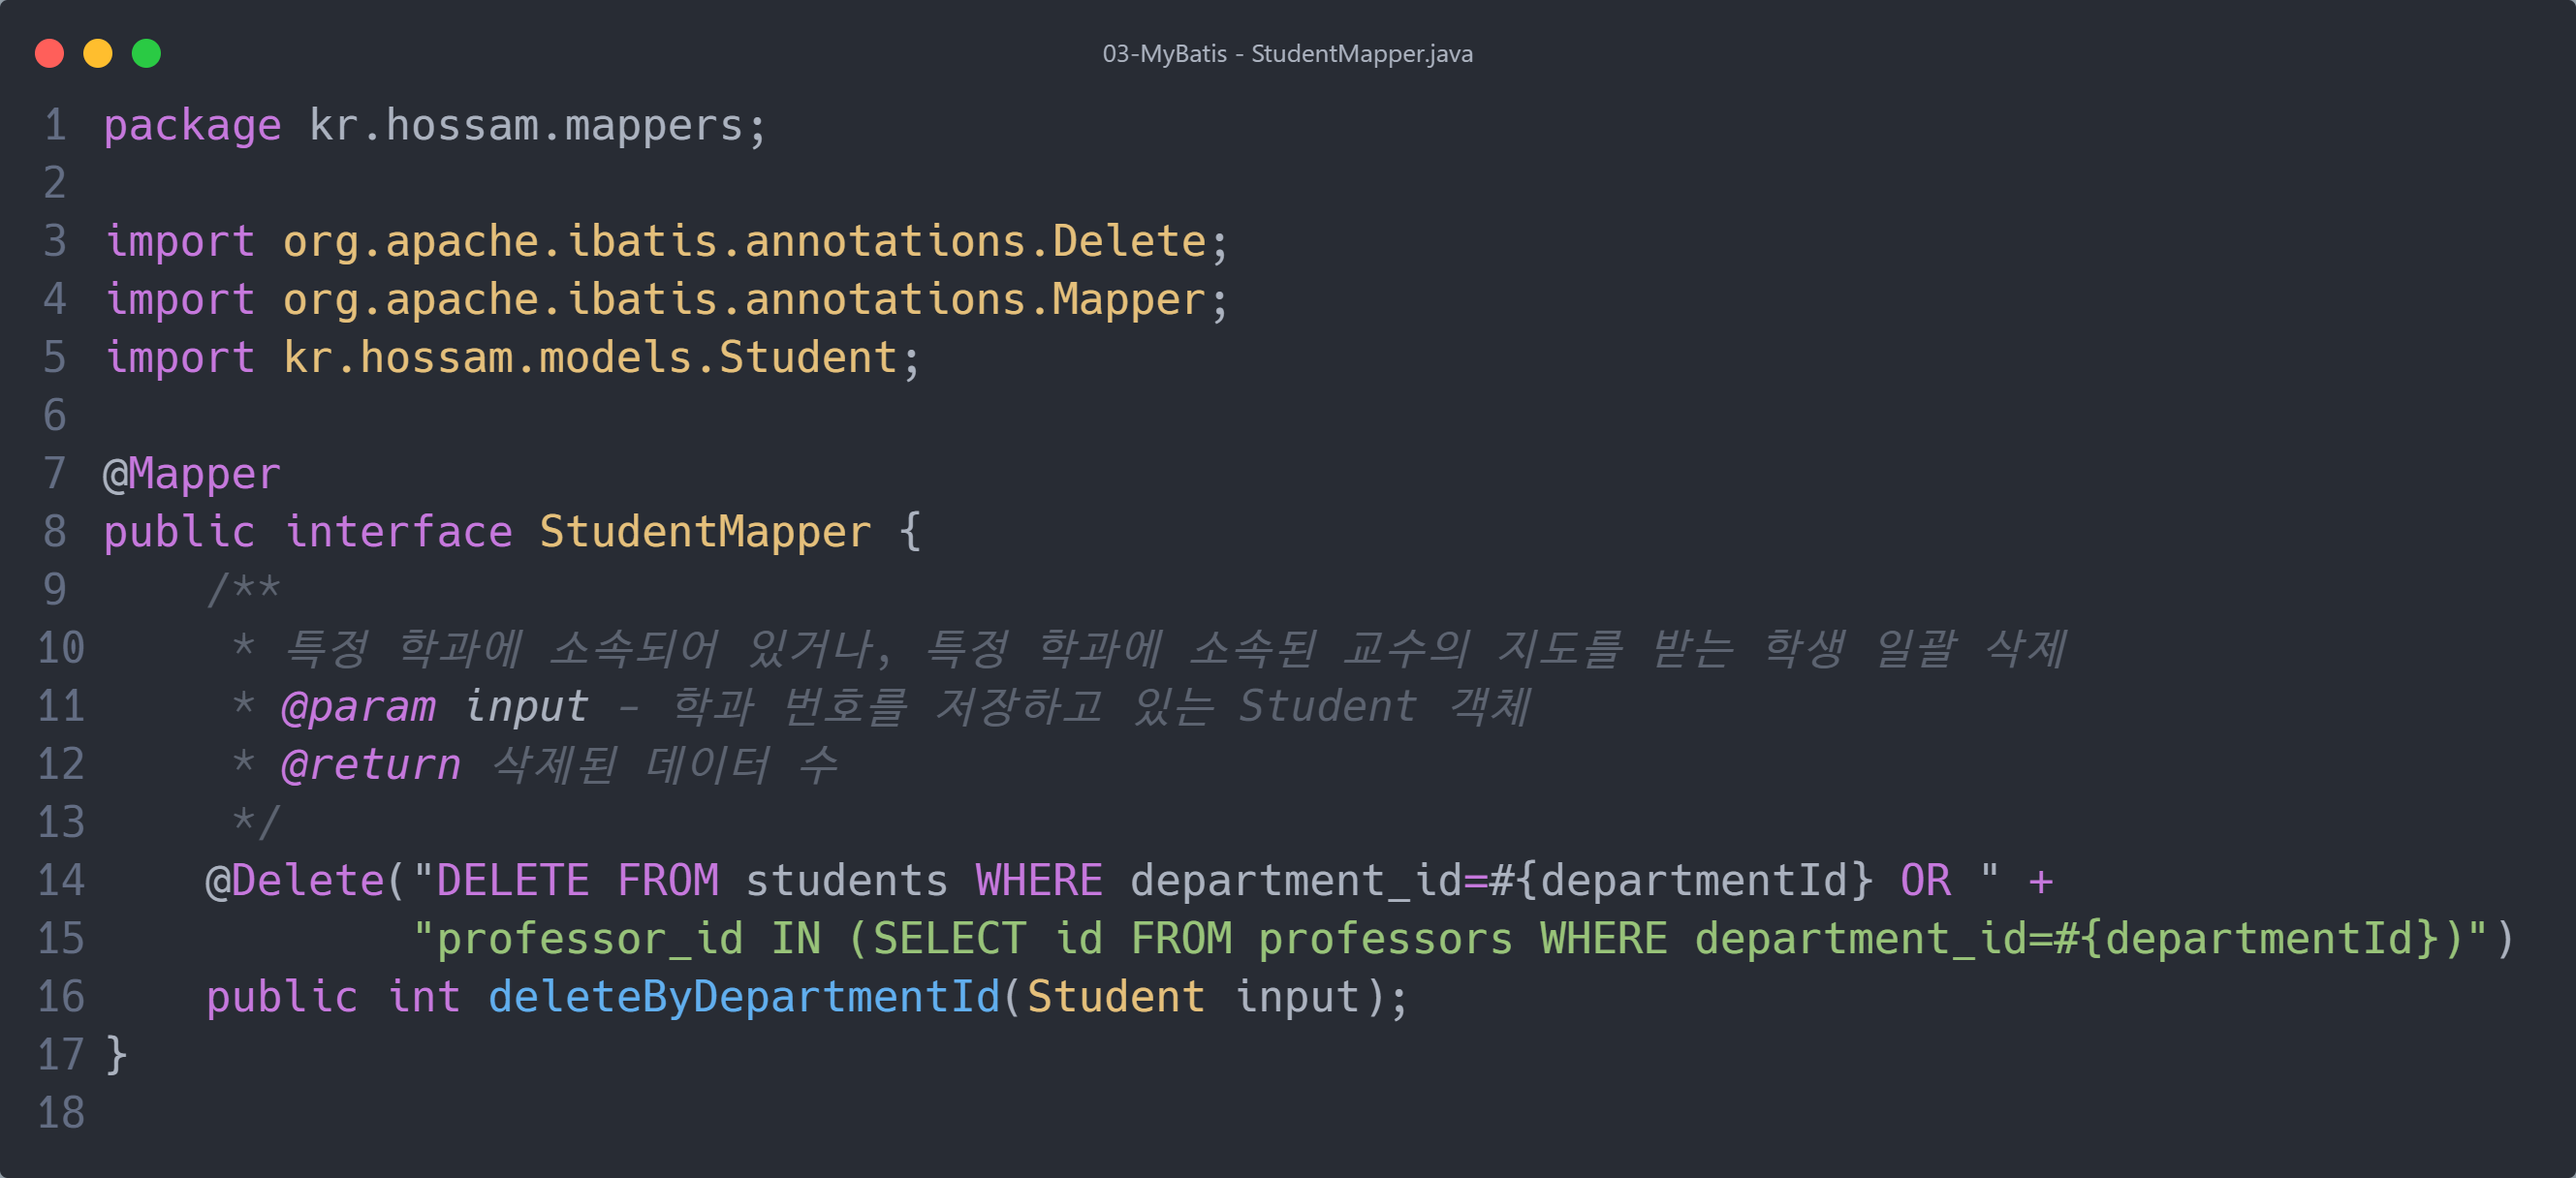 03-MyBatis - StudentMapper.java
1 package kr.hossam.mappers;
2
3 import org.apache.ibatis.annotations.Delete;
4 import org.apache.ibatis.annotations.Mapper;
5 import kr.hossam.models.Student;
6
7 @Mapper
8 public interface StudentMapper {
9     /**
10      * 특정 학과에 소속되어 있거나, 특정 학과에 소속된 교수의 지도를 받는 학생 일괄 삭제
11      * @param input - 학과 번호를 저장하고 있는 Student 객체
12      * @return 삭제된 데이터 수
13      */
14     @Delete("DELETE FROM students WHERE department_id=#{departmentId} OR " +
15             "professor_id IN (SELECT id FROM professors WHERE department_id=#{departmentId})")
16     public int deleteByDepartmentId(Student input);
17 }
18